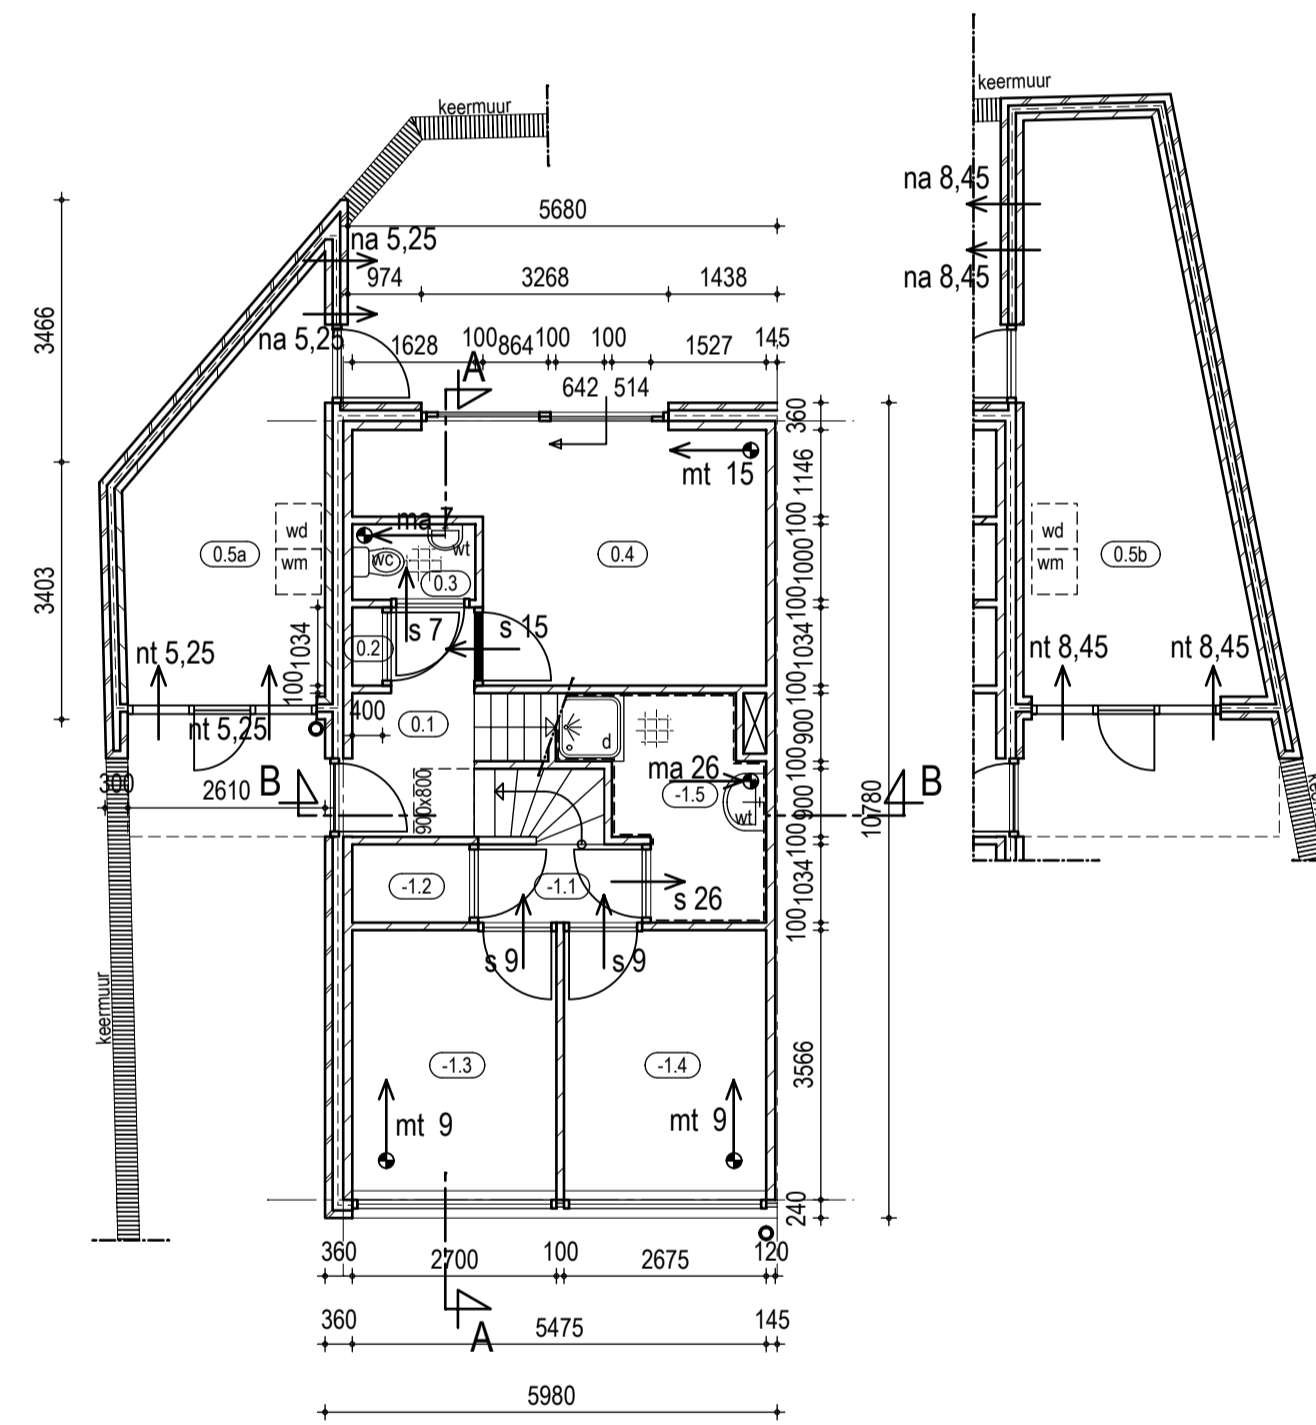 keermuur
keermuur
na 8,45
5680
na 5,25
974 3268 1438
na 8,45
3466
na 5,25
1628 100 864 100 100 1527 145
A
642 514
360
mt 15
1146
ma 7
100
wd
wt
wd
0.5a
wc
0.4
1000
0.5b
wm
wm
0.3
3403
100
s 7
s 15
1034
0.2
1034
nt 5,25
nt 8,45
nt 8,45
100
100
400
0.1
900
nt 5,25
d
ma 26
100
300
2610
B
900x800
-1.5
B
wt
900
10780
100
-1.2
-1.1
1034
s 26
100
s 9
s 9
keermuur
-1.3
-1.4
3566
mt 9
mt 9
240
360 2700 100 2675 120
360 5475 145
A
5980